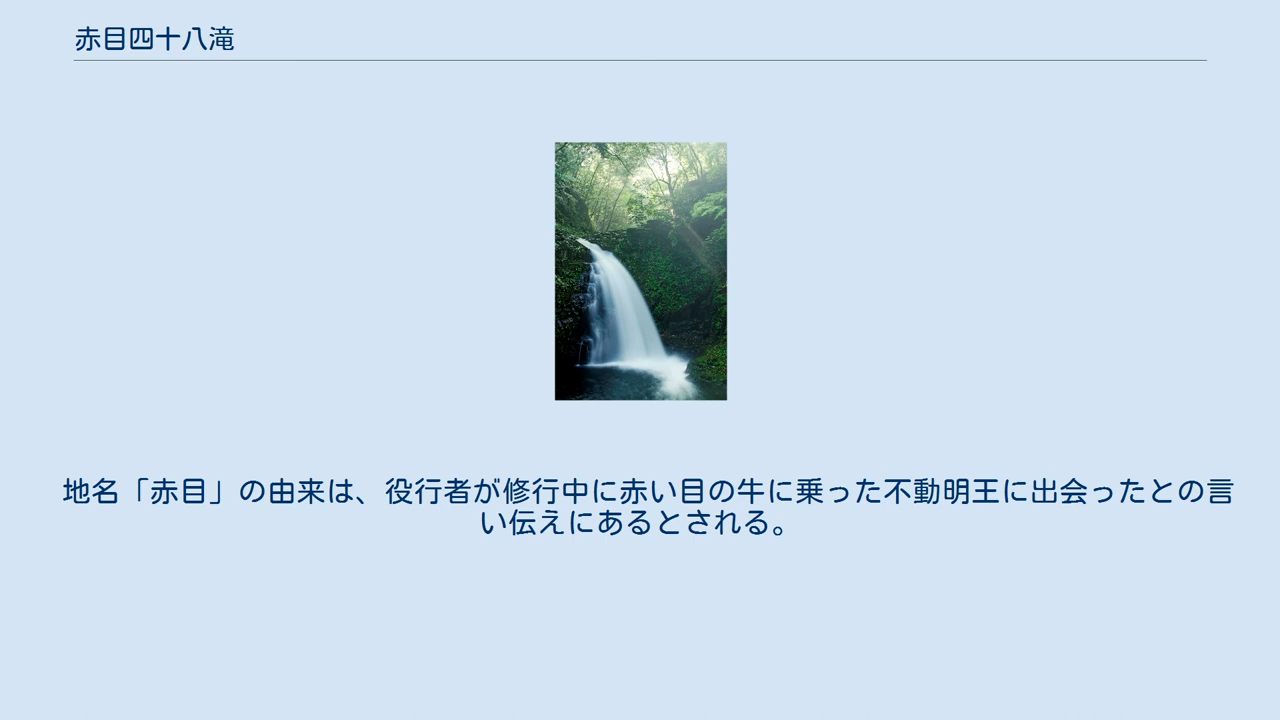 赤目四十八滝
地名「赤目」の由来は、役行者が修行中に赤い目の牛に乗った不動明王に出会ったとの言
い伝えにあるとされる。